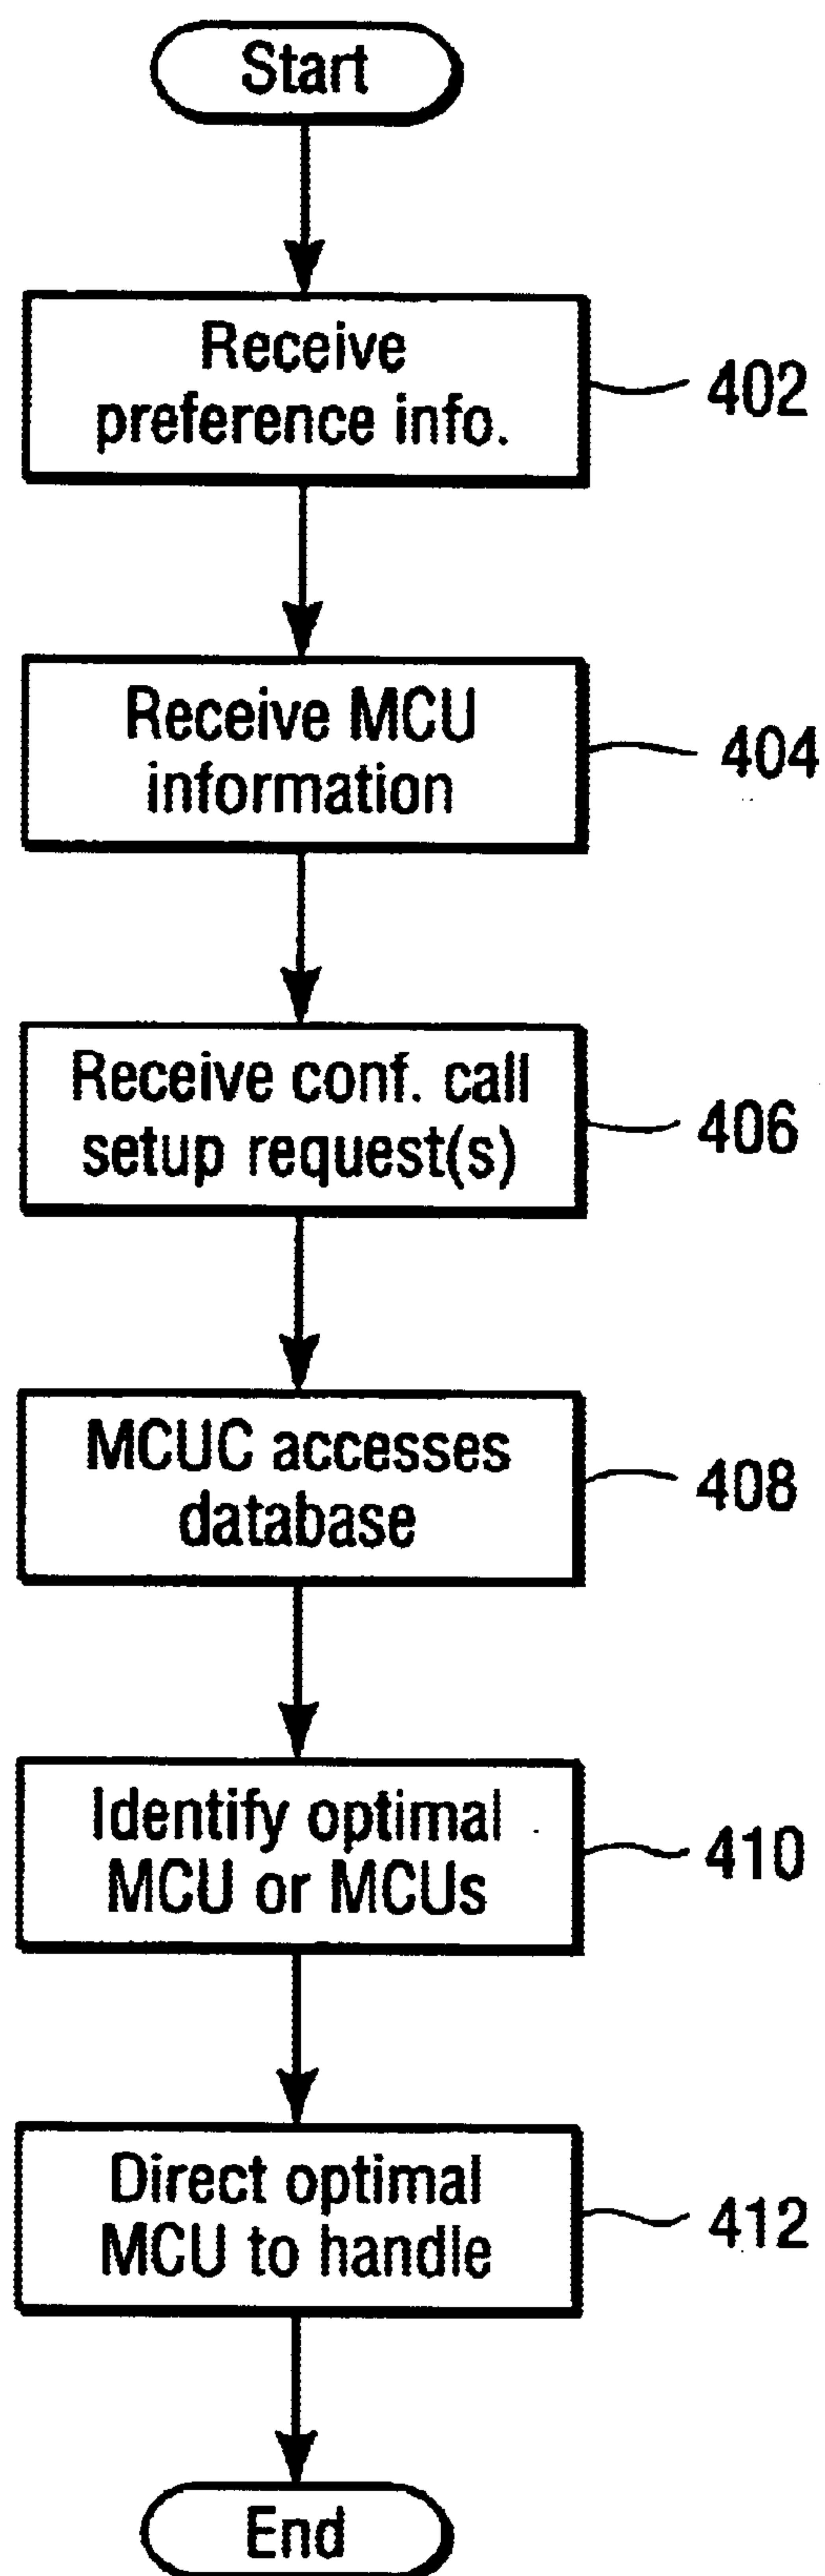 Start
Receive
preference info.
402
Receive MCU
information
404
Receive conf. call
setup request(s)
406
MCUC accesses
database
408
Identify optimal
MCU or MCUs
410
Direct optimal
MCU to handle
412
End